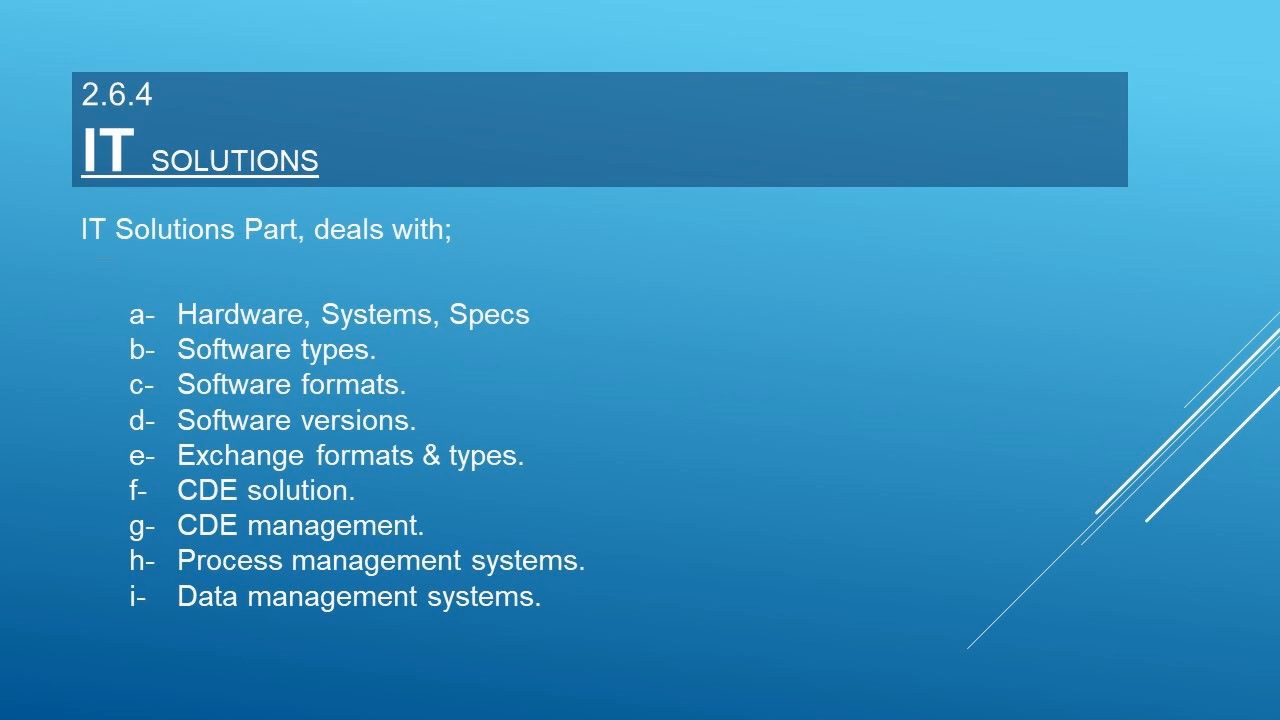 2.6.4
IT SOLUTIONS
IT Solutions Part, deals with;
a- Hardware, Systems, Specs
b- Software types.
c- Software formats.
d- Software versions.
e- Exchange formats & types.
f- CDE solution.
g- CDE management.
h- Process management systems.
i- Data management systems.